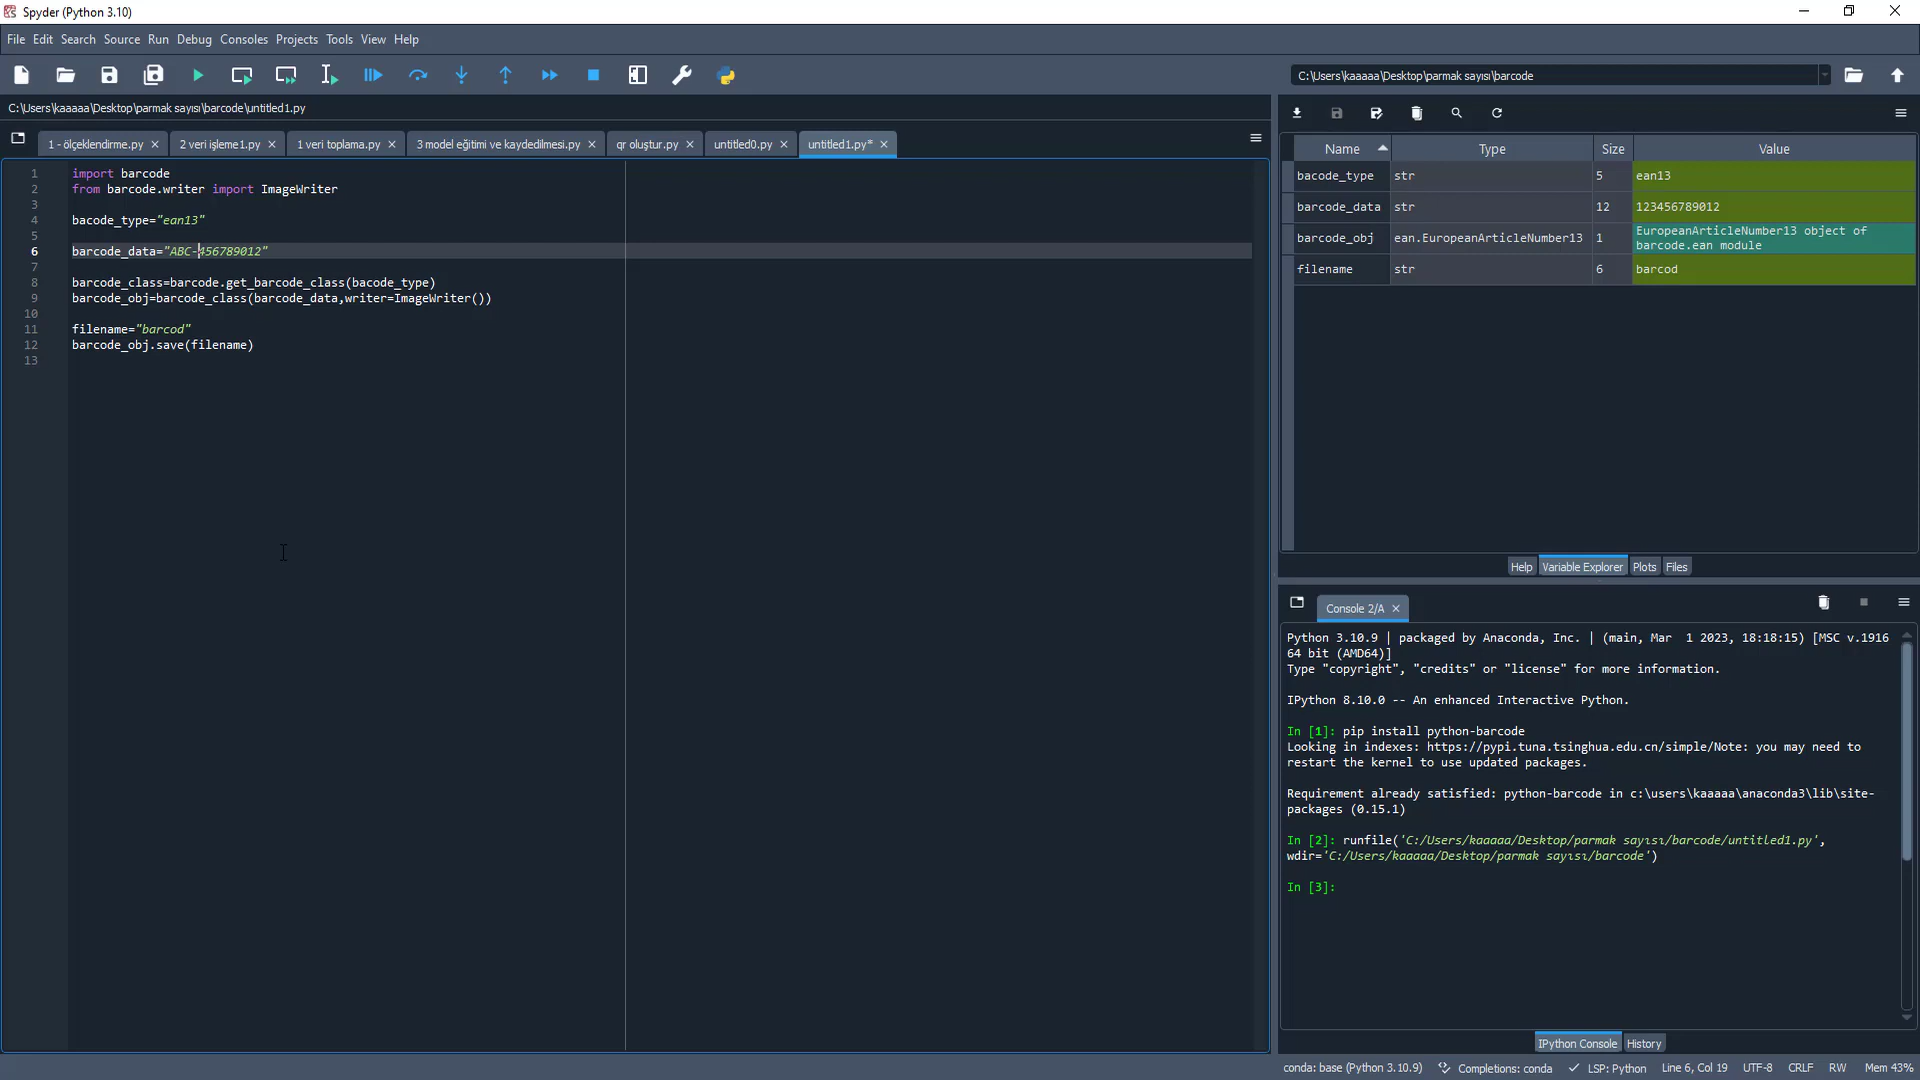 Spyder (Python 3.10)
File Edit Search Source Run Debug Consoles Projects Tools View Help
C:\Users\kaaaaa\Desktop\parmak sayısı\barcode
C:\Users\kaaaaa\Desktop\parmak sayısı\barcode\untitled1.py
1 - ölçeklendirme.py 2 veri işleme1.py 1 veri toplama.py 3 model eğitimi ve kaydedilmesi.py qr oluştur.py untitled0.py untitled1.py*
1 import barcode
2 from barcode.writer import ImageWriter
3
4 bacode_type="ean13"
5
6 barcode_data="ABC-456789012"
7
8 barcode_class=barcode.get_barcode_class(bacode_type)
9 barcode_obj=barcode_class(barcode_data,writer=ImageWriter())
10
11 filename="barcod"
12 barcode_obj.save(filename)
13
Name Type Size Value
bacode_type str 5 ean13
barcode_data str 12 123456789012
barcode_obj ean.EuropeanArticleNumber13 1 EuropeanArticleNumber13 object of
barcode.ean module
filename str 6 barcod
Help Variable Explorer Plots Files
Console 2/A
Python 3.10.9 | packaged by Anaconda, Inc. | (main, Mar  1 2023, 18:18:15) [MSC v.1916
64 bit (AMD64)]
Type "copyright", "credits" or "license" for more information.
IPython 8.10.0 -- An enhanced Interactive Python.
In [1]: pip install python-barcode
Looking in indexes: https://pypi.tuna.tsinghua.edu.cn/simple/Note: you may need to
restart the kernel to use updated packages.
Requirement already satisfied: python-barcode in c:\users\kaaaaa\anaconda3\lib\site-
packages (0.15.1)
In [2]: runfile('C:/Users/kaaaaa/Desktop/parmak sayısı/barcode/untitled1.py',
wdir='C:/Users/kaaaaa/Desktop/parmak sayısı/barcode')
In [3]:
IPython Console History
conda: base (Python 3.10.9) Completions: conda LSP: Python Line 6, Col 19 UTF-8 CRLF RW Mem 43%